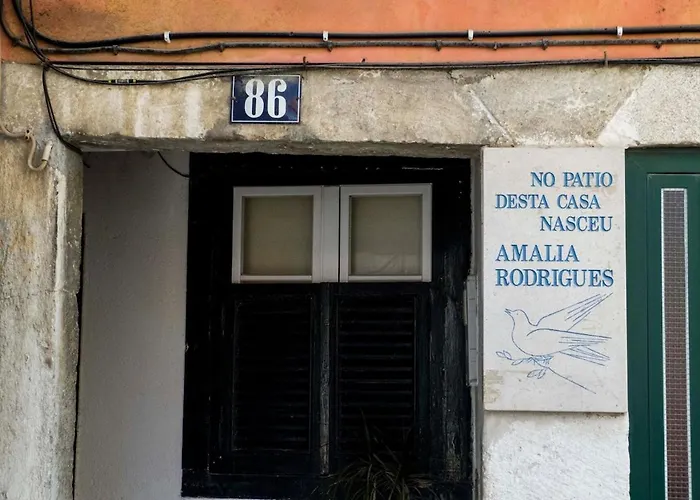 86
NO PATIO
DESTA CASA
NASCEU
AMALIA
RODRIGUES